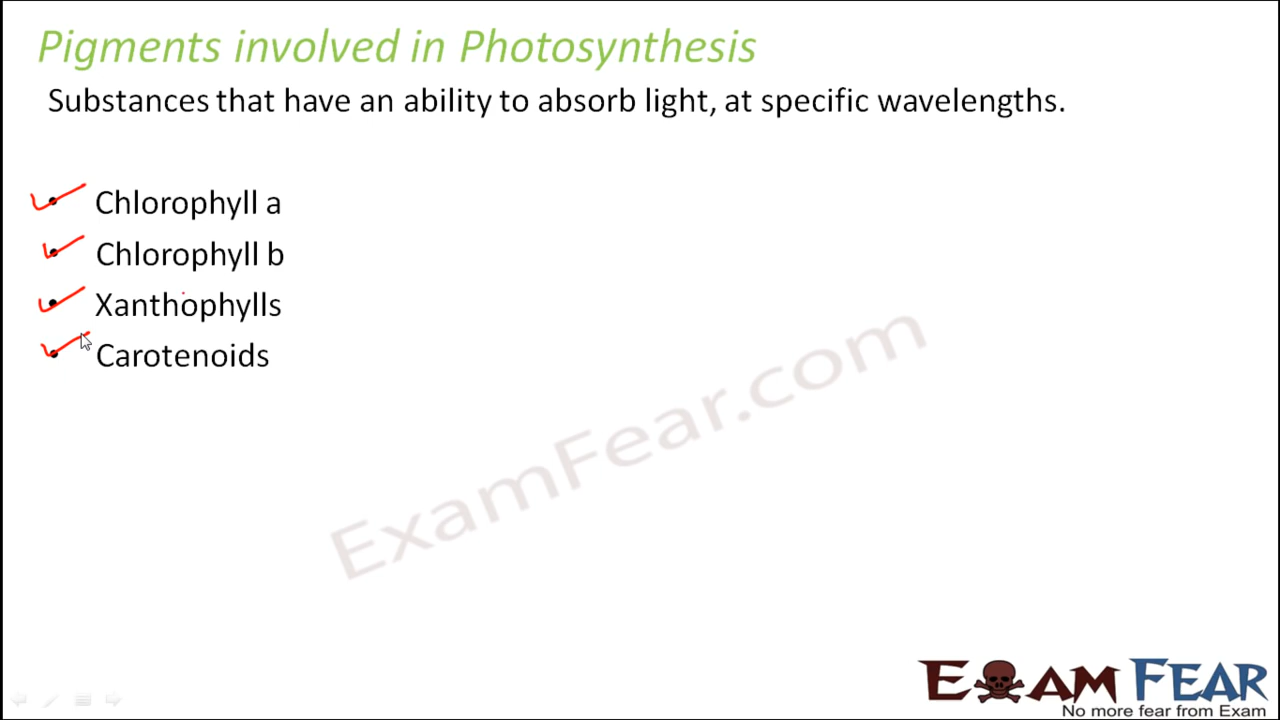 Pigments involved in Photosynthesis
Substances that have an ability to absorb light, at specific wavelengths.
• Chlorophyll a
• Chlorophyll b
• Xanthophylls
• Carotenoids
ExamFear.com
EXAM FEAR
No more fear from Exam